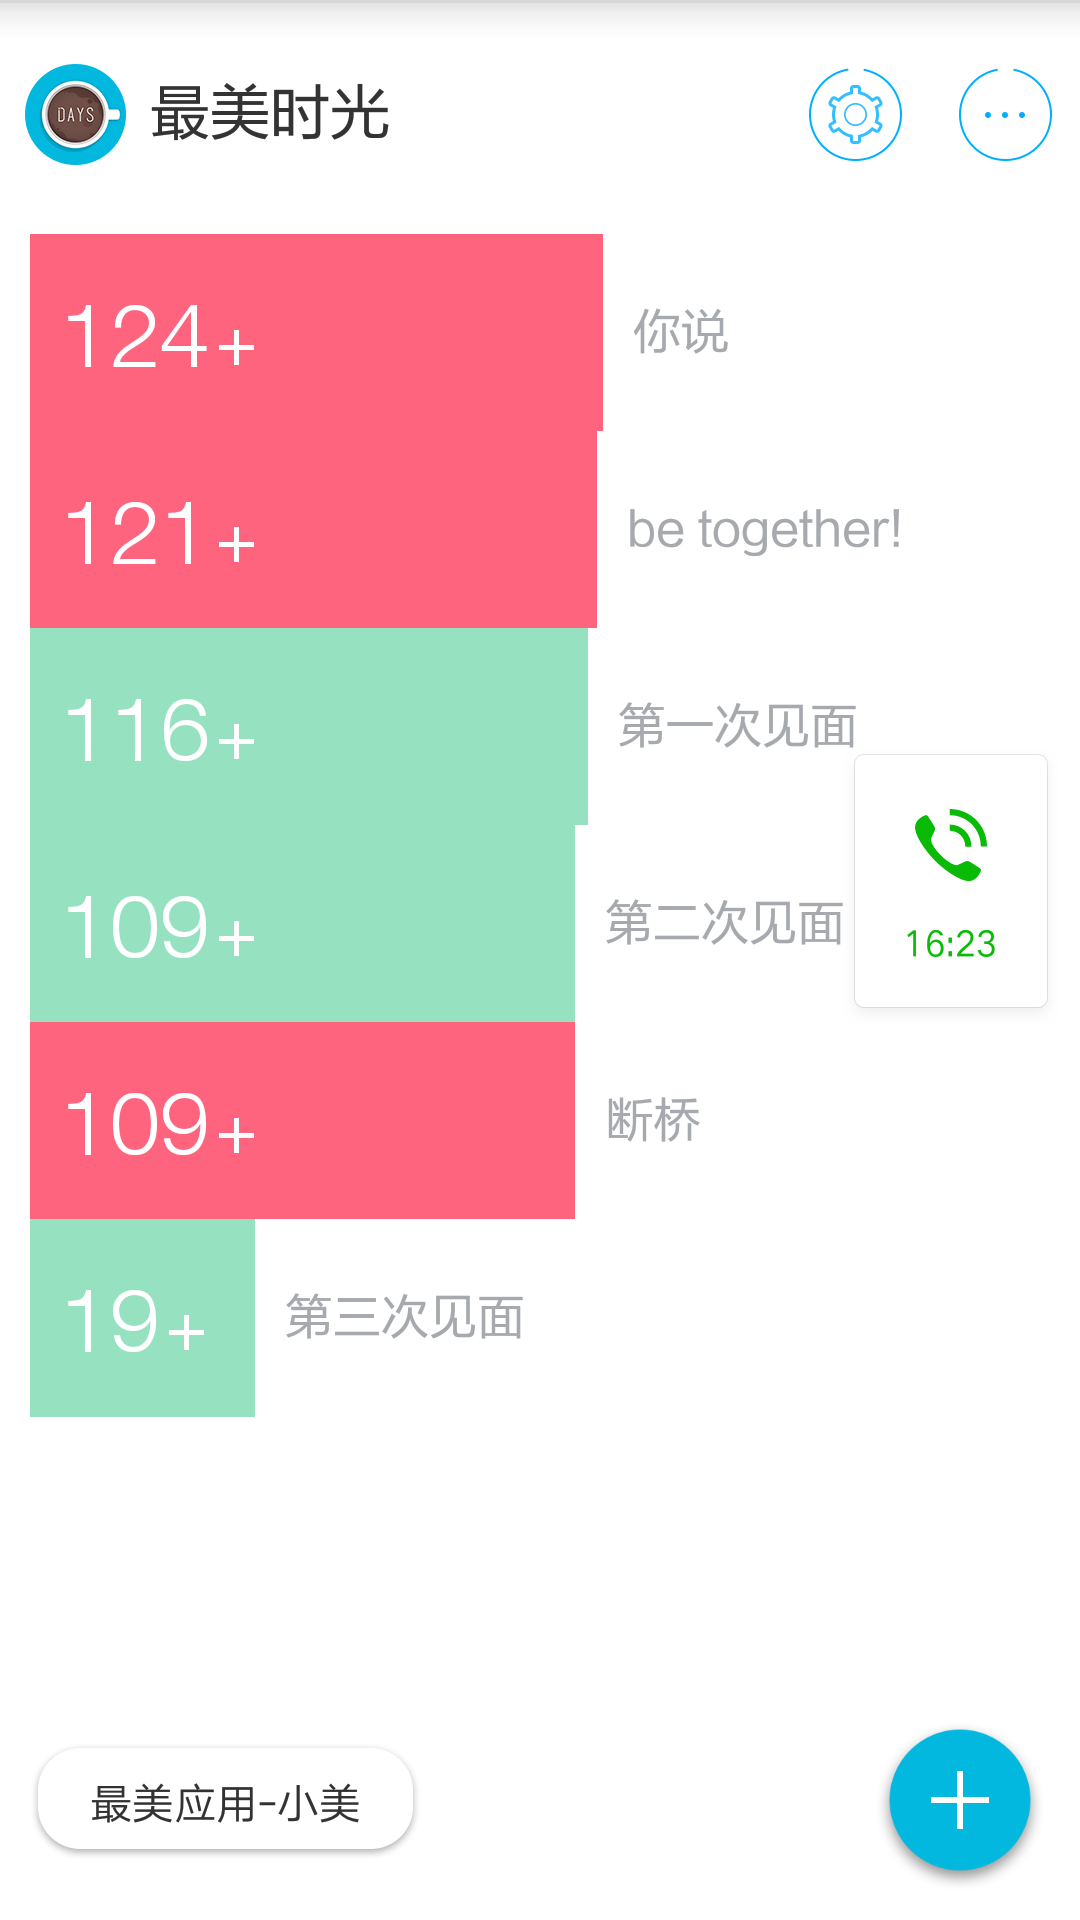 DAYS
最美时光
124+
你说
121+
be together!
116+
第一次见面
109+
第二次见面
16:23
109+
断桥
19+
第三次见面
最美应用-小美